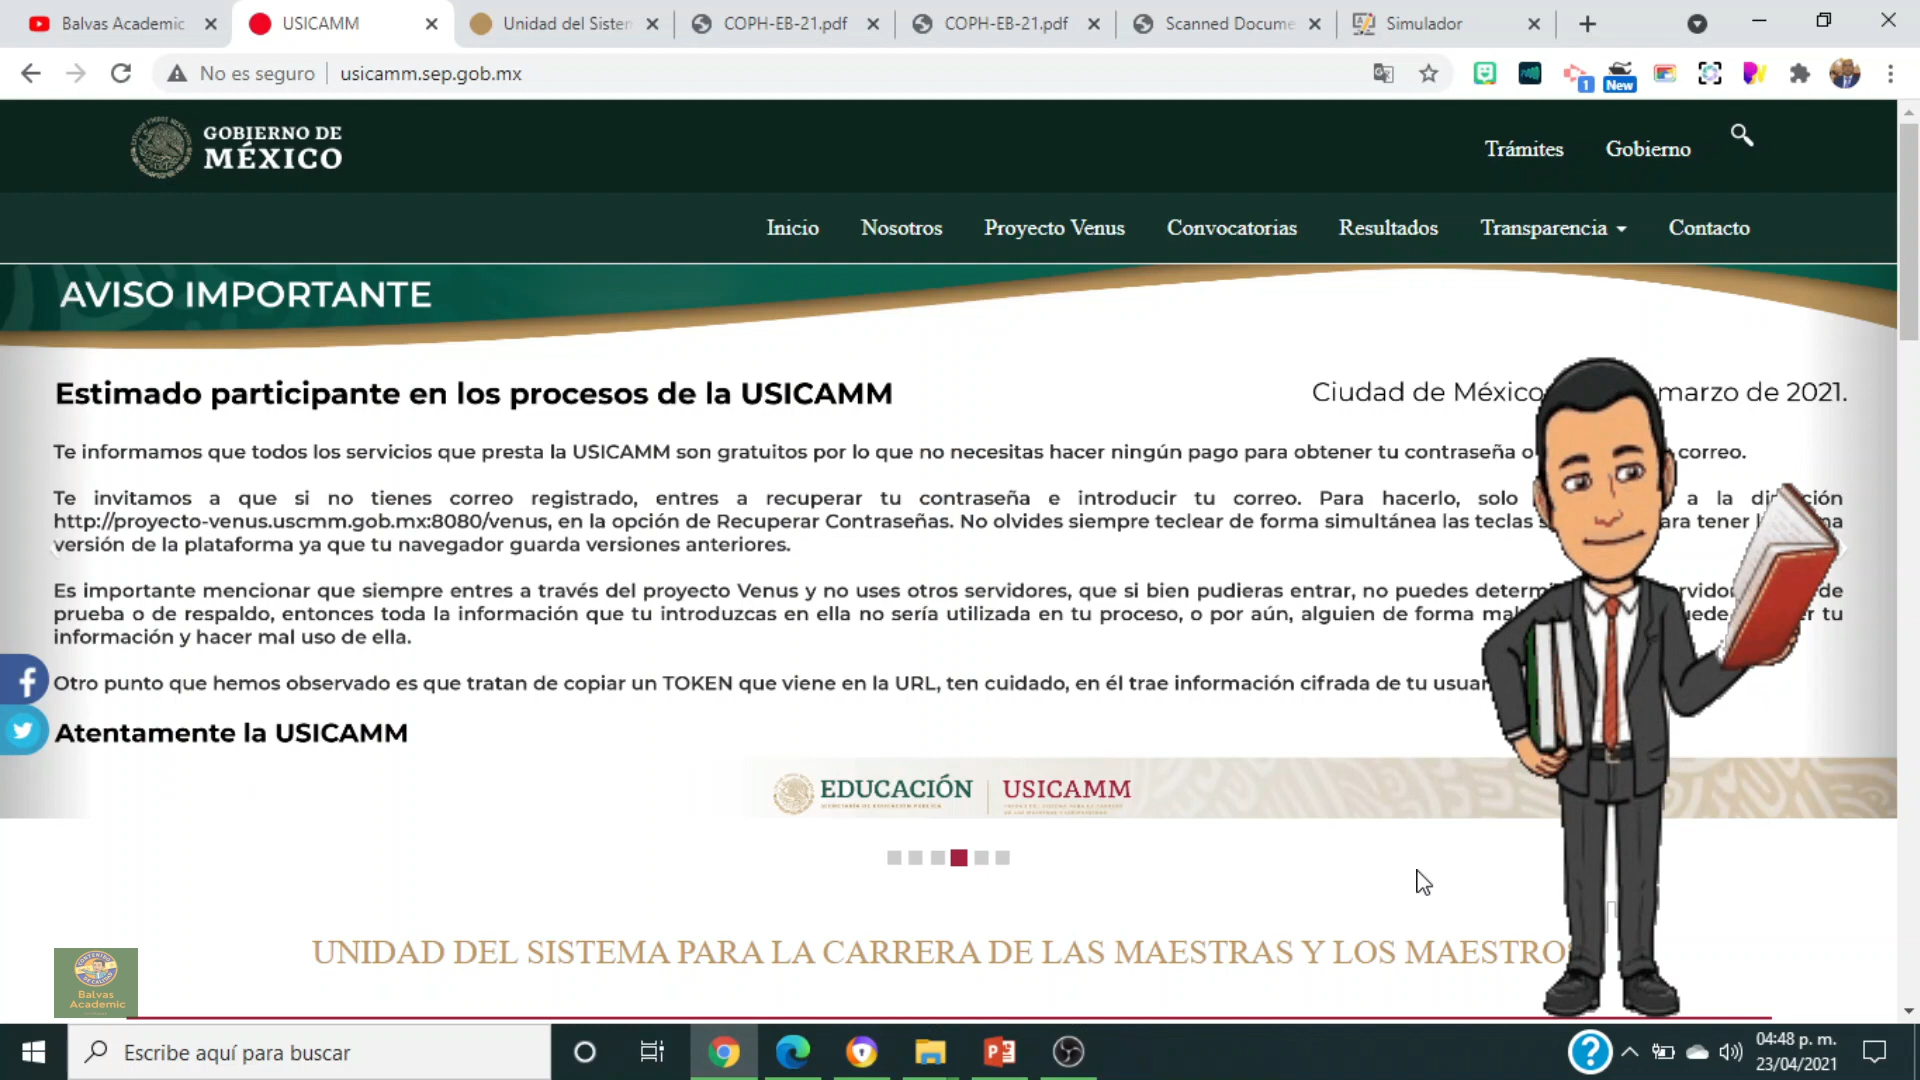 Balvas Academic
USICAMM
Unidad del Sister
COPH-EB-21.pdf
COPH-EB-21.pdf
Scanned Docume
Simulador
No es seguro
usicamm.sep.gob.mx
1
New
GOBIERNO DE
MÉXICO
Trámites
Gobierno
Inicio
Nosotros
Proyecto Venus
Convocatorias
Resultados
Transparencia
Contacto
AVISO IMPORTANTE
Estimado participante en los procesos de la USICAMM
Ciudad de México marzo de 2021.
Te informamos que todos los servicios que presta la USICAMM son gratuitos por lo que no necesitas hacer ningún pago para obtener tu contraseña o correo.
Te invitamos a que si no tienes correo registrado, entres a recuperar tu contraseña e introducir tu correo. Para hacerlo, solo a la
http://proyecto-venus.uscmm.gob.mx:8080/venus, en la opción de Recuperar Contraseñas. No olvides siempre teclear de forma simultánea las teclas tener
versión de la plataforma ya que tu navegador guarda versiones anteriores.
Es importante mencionar que siempre entres a través del proyecto Venus y no uses otros servidores, que si bien pudieras entrar, no puedes de
prueba o de respaldo, entonces toda la información que tu introduzcas en ella no sería utilizada en tu proceso, o por aún, alguien de forma tu
información y hacer mal uso de ella.
Otro punto que hemos observado es que tratan de copiar un TOKEN que viene en la URL, ten cuidado, en él trae información cifrada de tu
Atentamente la USICAMM
EDUCACIÓN
SECRETARÍA DE EDUCACIÓN PÚBLICA
USICAMM
UNIDAD DEL SISTEMA PARA LA CARRERA DE LAS MAESTRAS Y LOS MAESTROS
Balvas
Academic
Escribe aquí para buscar
04:48 p. m.
23/04/2021